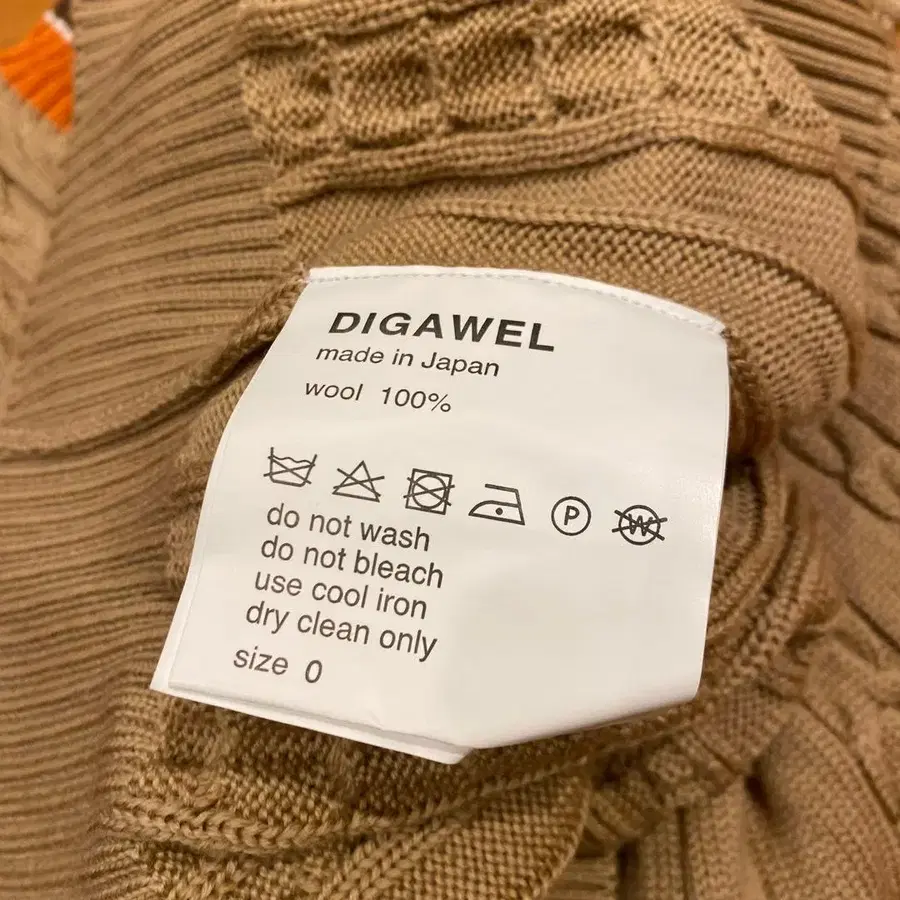 DIGAWEL
made in Japan
wool 100%
P W
do not wash
do not bleach
use cool iron
dry clean only
size 0